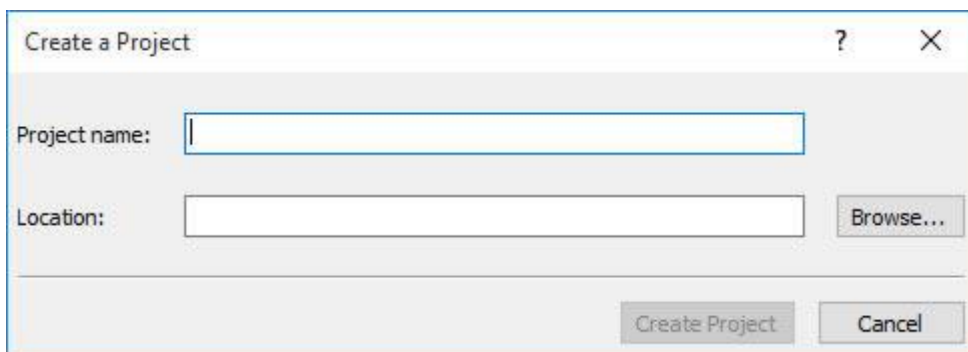 Create a Project ?
Project name:
Location: Browse...
Create Project Cancel